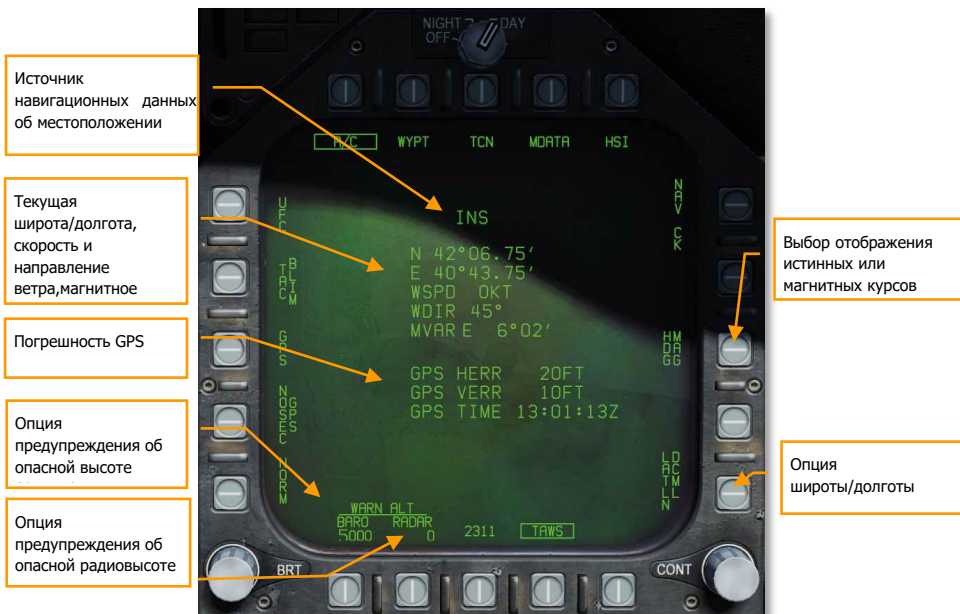 NIGHT DAY
OFF
Источник
навигационных данных
об местоположении
Текущая
широта/долгота,
скорость и
направление
ветра,магнитное
Погрешность GPS
Опция
предупреждения об
опасной высоте
Опция
предупреждения об
опасной радиовысоте
A/C WYPT TCN MDATA HSI
UFC
BLIM
TAC
GPS
NOSEC
GPS
NORM
NAV CK
INS
N 42°06.75′
E 40°43.75′
WSPD 0KT
WDIR 45°
MVAR E 6°02′
GPS HERR 20FT
GPS VERR 10FT
GPS TIME 13:01:13Z
HDG
MAG
LATLN
DCML
WARN ALT
BARO RADAR
5000 0
2311 TAWS
BRT
CONT
Выбор отображения
истинных или
магнитных курсов
Опция
широты/долготы